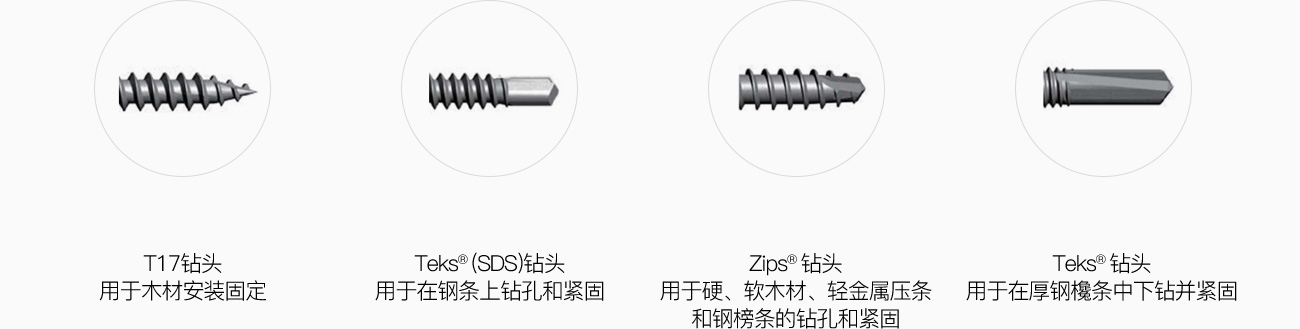 T17钻头
用于木材安装固定
Teks® (SDS)钻头
用于在钢条上钻孔和紧固
Zips® 钻头
用于硬、软木材、轻金属压条
和钢榜条的钻孔和紧固
Teks® 钻头
用于在厚钢欃条中下钻并紧固